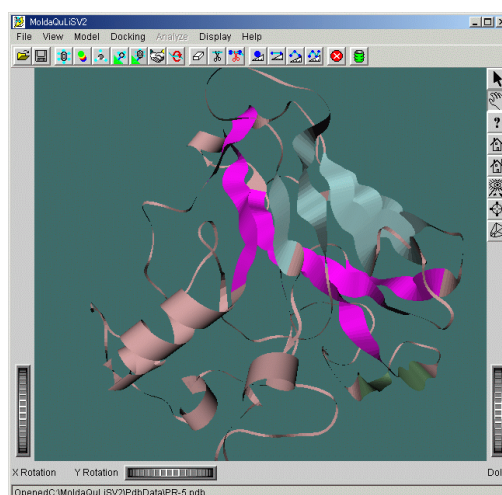 MoldaQuLiSV2
File View Model Docking Analyze Display Help
?
X Rotation Y Rotation Dol
OpenedC:\MoldaQuLiSV2\PdbData\PR-5.pdb